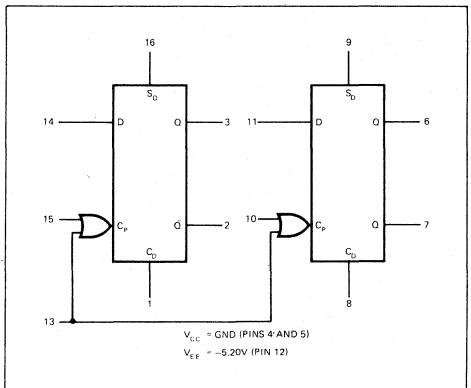 16 9
S_D S_D
14 D Q 3 11 D Q 6
15 C_P Q̄ 2 10 C_P Q 7
C_D C_D
1 8
13
V_CC = GND (PINS 4 AND 5)
V_EE = −5.20V (PIN 12)